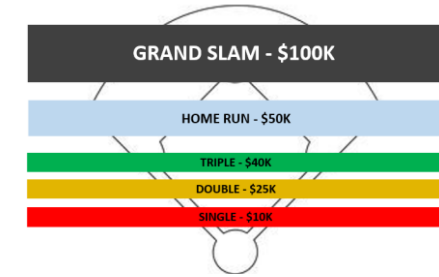 GRAND SLAM - $100K
HOME RUN - $50K
TRIPLE - $40K
DOUBLE - $25K
SINGLE - $10K